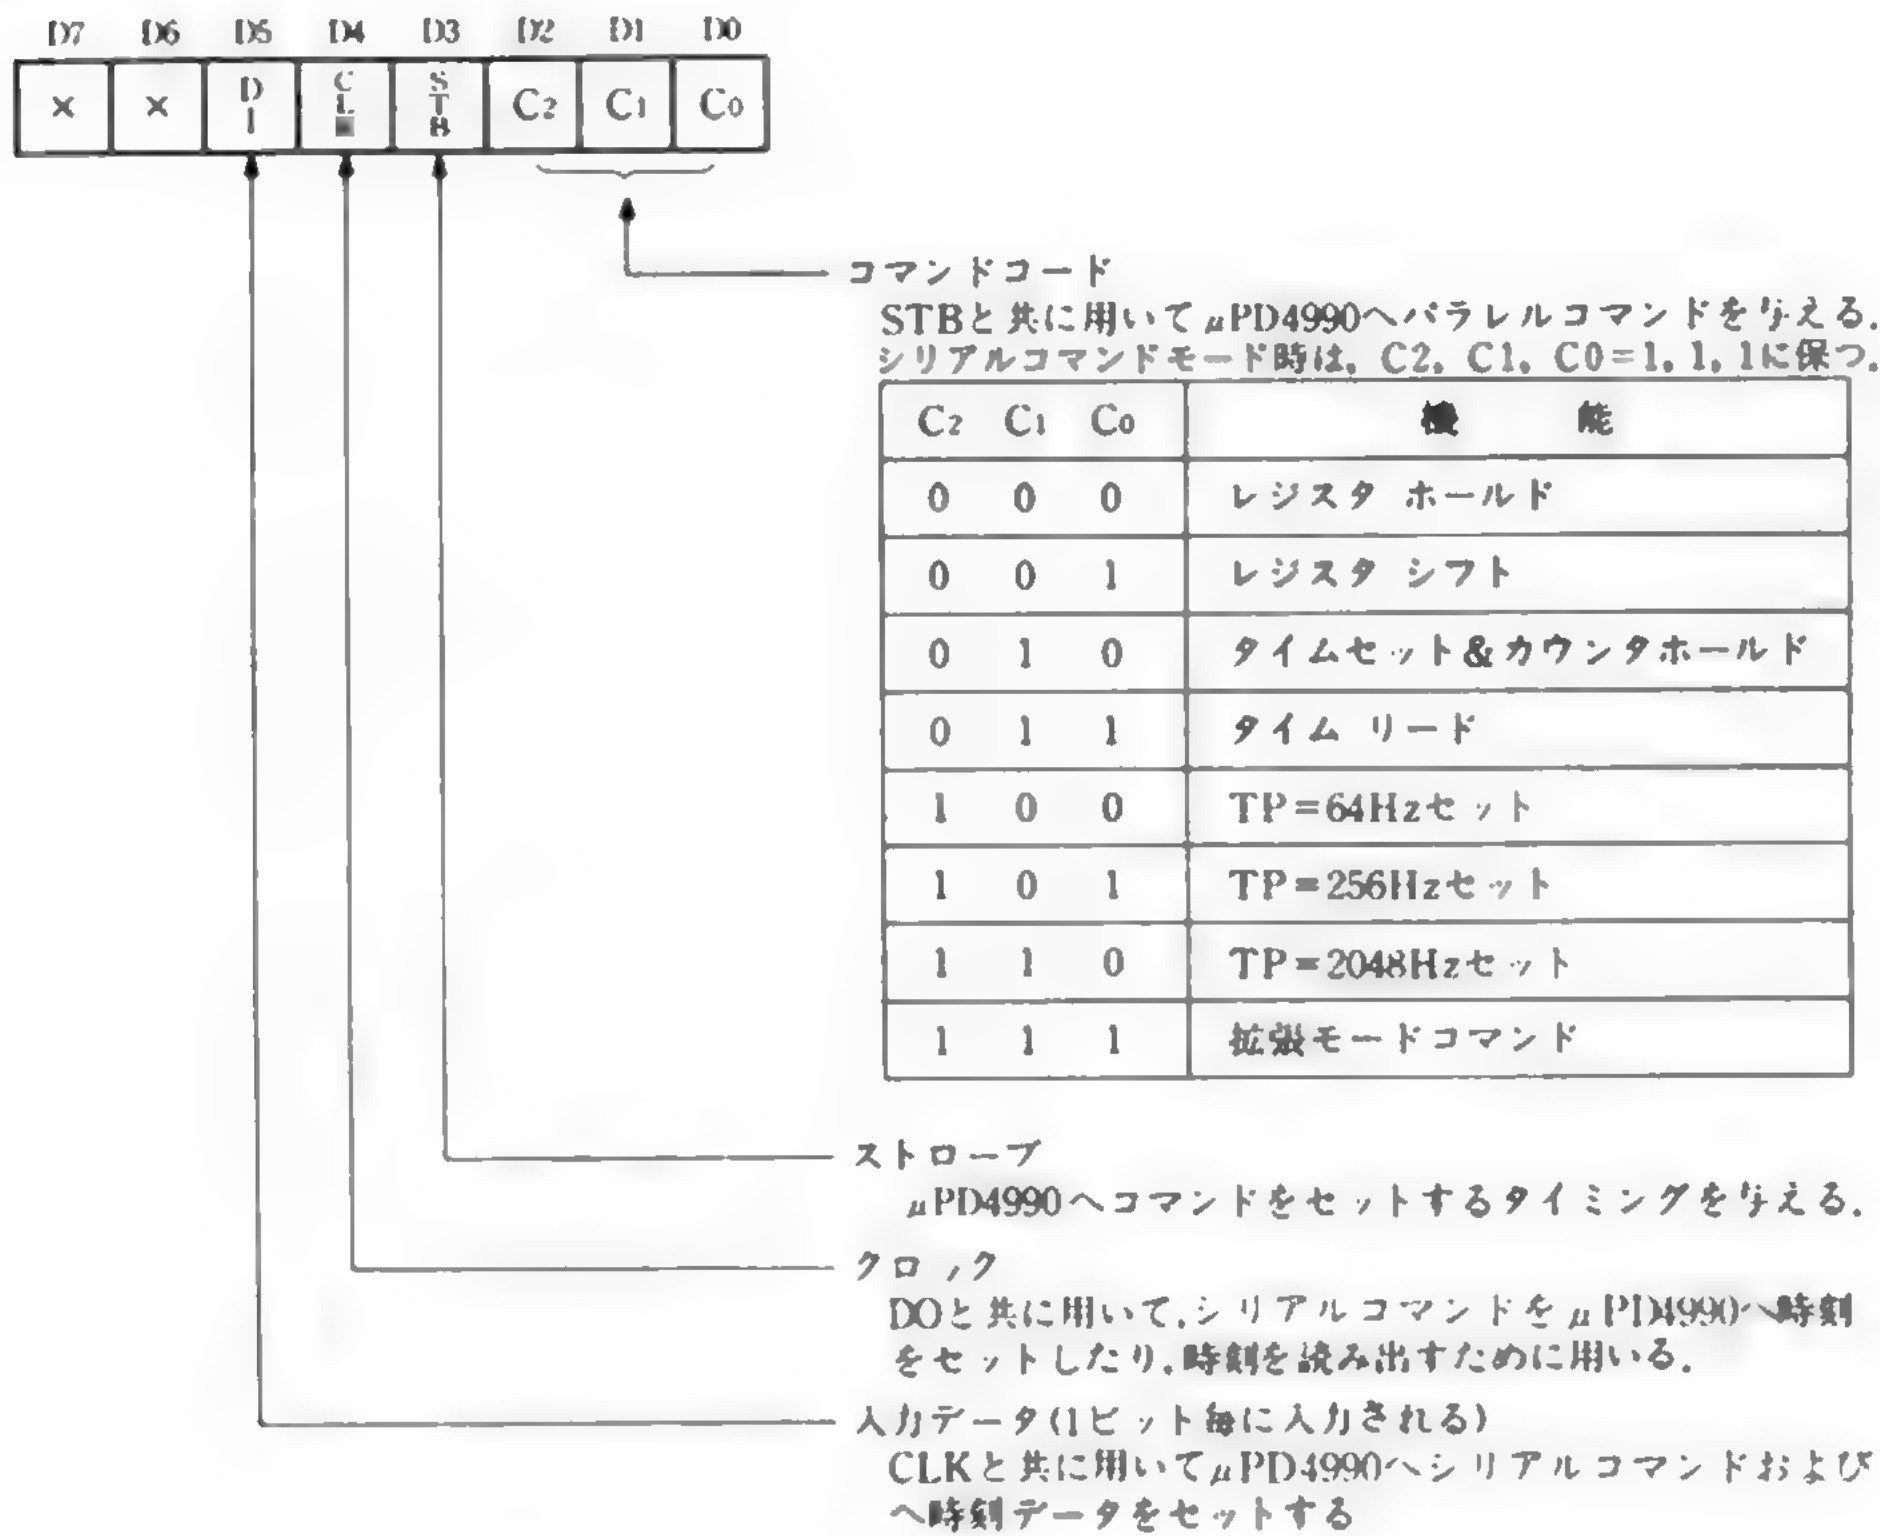 D7 D6 D5 D4 D3 D2 D1 D0
× × DI CL STB C2 C1 C0
コマンドコード
STBと共に用いてμPD4990へパラレルコマンドを与える.
シリアルコマンドモード時は, C2, C1, C0=1, 1, 1に保つ.
C2 C1 C0 機 能
0 0 0 レジスタ ホールド
0 0 1 レジスタ シフト
0 1 0 タイムセット&カウンタホールド
0 1 1 タイム リード
1 0 0 TP=64Hzセット
1 0 1 TP=256Hzセット
1 1 0 TP=2048Hzセット
1 1 1 拡張モードコマンド
ストローブ
μPD4990へコマンドをセットするタイミングを与える.
クロック
DOと共に用いて,シリアルコマンドをμPD4990へ時刻
をセットしたり,時刻を読み出すために用いる.
入力データ(1ビット毎に入力される)
CLKと共に用いてμPD4990へシリアルコマンドおよび
へ時刻データをセットする